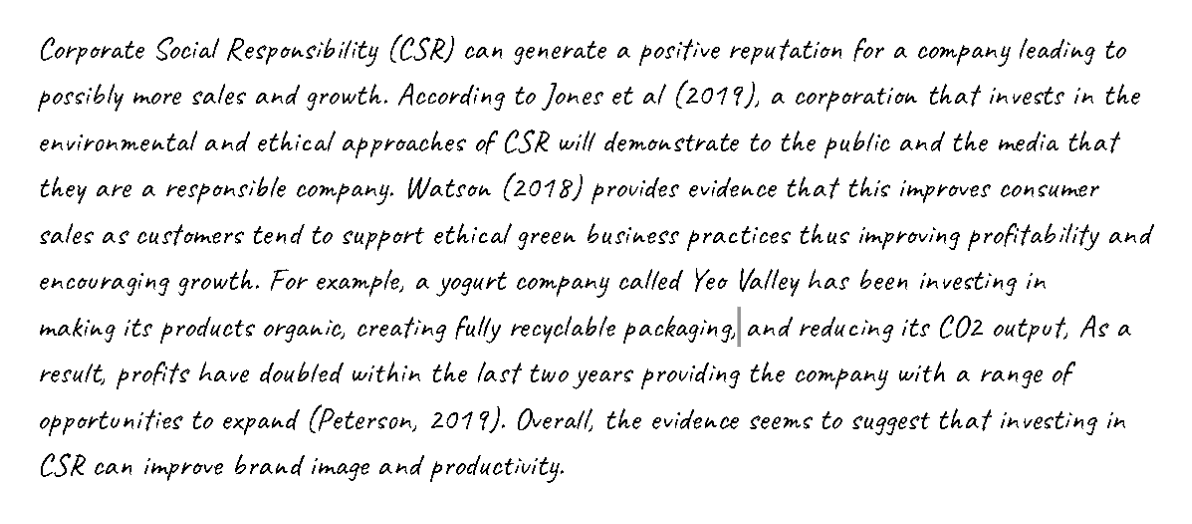 Corporate Social Responsibility (CSR) can generate a positive reputation for a company leading to
possibly more sales and growth. According to Jones et al (2019), a corporation that invests in the
environmental and ethical approaches of CSR will demonstrate to the public and the media that
they are a responsible company. Watson (2018) provides evidence that this improves consumer
sales as customers tend to support ethical green business practices thus improving profitability and
encouraging growth. For example, a yogurt company called Yeo Valley has been investing in
making its products organic, creating fully recyclable packaging, and reducing its CO2 output, As a
result, profits have doubled within the last two years providing the company with a range of
opportunities to expand (Peterson, 2019). Overall, the evidence seems to suggest that investing in
CSR can improve brand image and productivity.